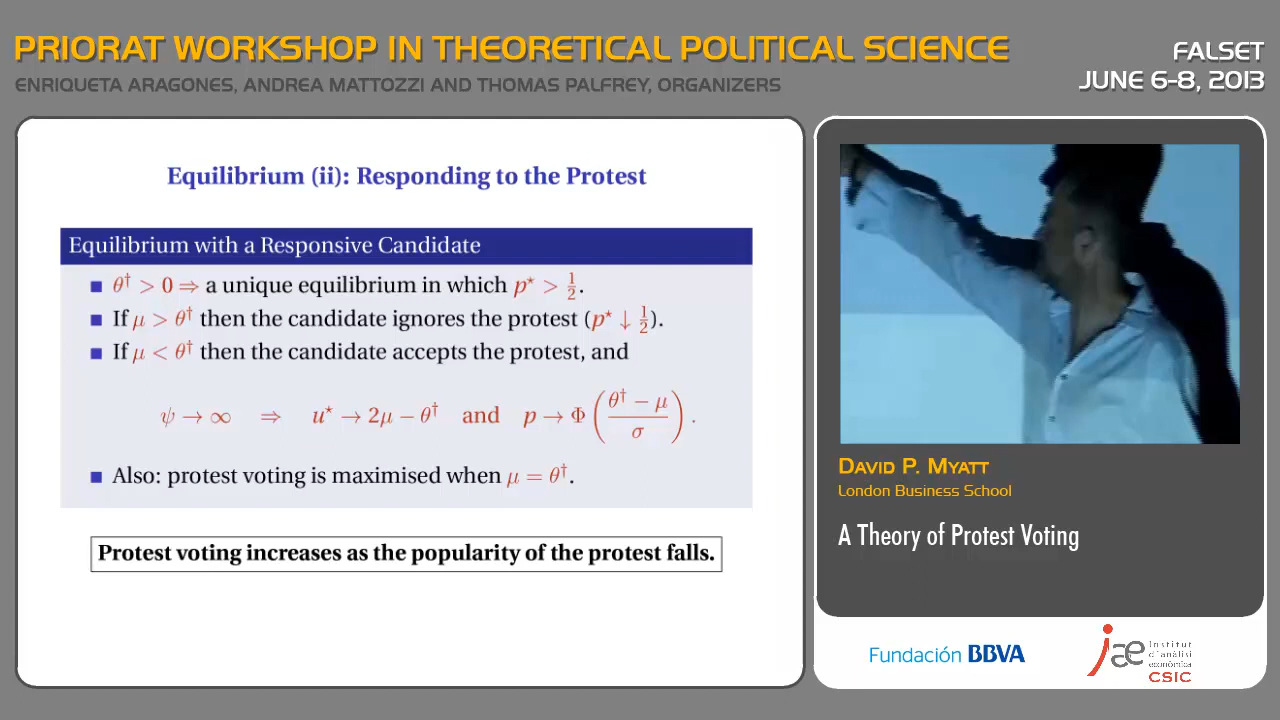 PRIORAT WORKSHOP IN THEORETICAL POLITICAL SCIENCE
ENRIQUETA ARAGONES, ANDREA MATTOZZI AND THOMAS PALFREY, ORGANIZERS
FALSET
JUNE 6-8, 2013
Equilibrium (ii): Responding to the Protest
Equilibrium with a Responsive Candidate
■ θ† > 0 ⇒ a unique equilibrium in which p⋆ > 1/2.
■ If μ > θ† then the candidate ignores the protest (p⋆ ↓ 1/2).
■ If μ < θ† then the candidate accepts the protest, and
ψ → ∞ ⇒ u⋆ → 2μ − θ† and p → Φ((θ† − μ)/σ).
■ Also: protest voting is maximised when μ = θ†.
Protest voting increases as the popularity of the protest falls.
DAVID P. MYATT
London Business School
A Theory of Protest Voting
Fundación BBVA
iae
Institut
d'anàlisi
econòmica
CSIC